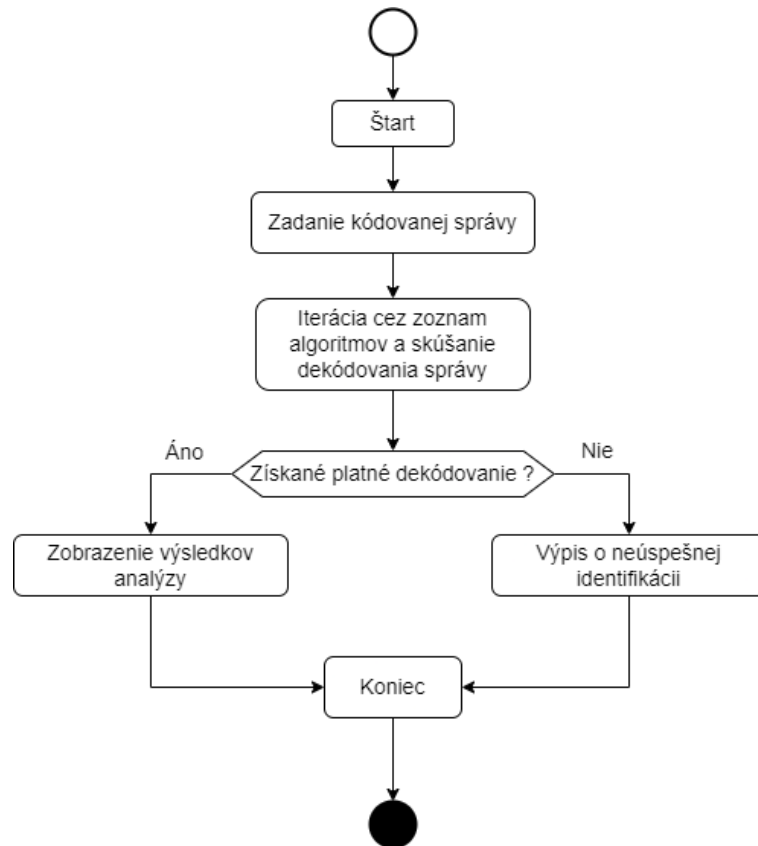 Štart
Zadanie kódovanej správy
Iterácia cez zoznam
algoritmov a skúšanie
dekódovania správy
Áno
Získané platné dekódovanie ?
Nie
Zobrazenie výsledkov
analýzy
Výpis o neúspešnej
identifikácii
Koniec